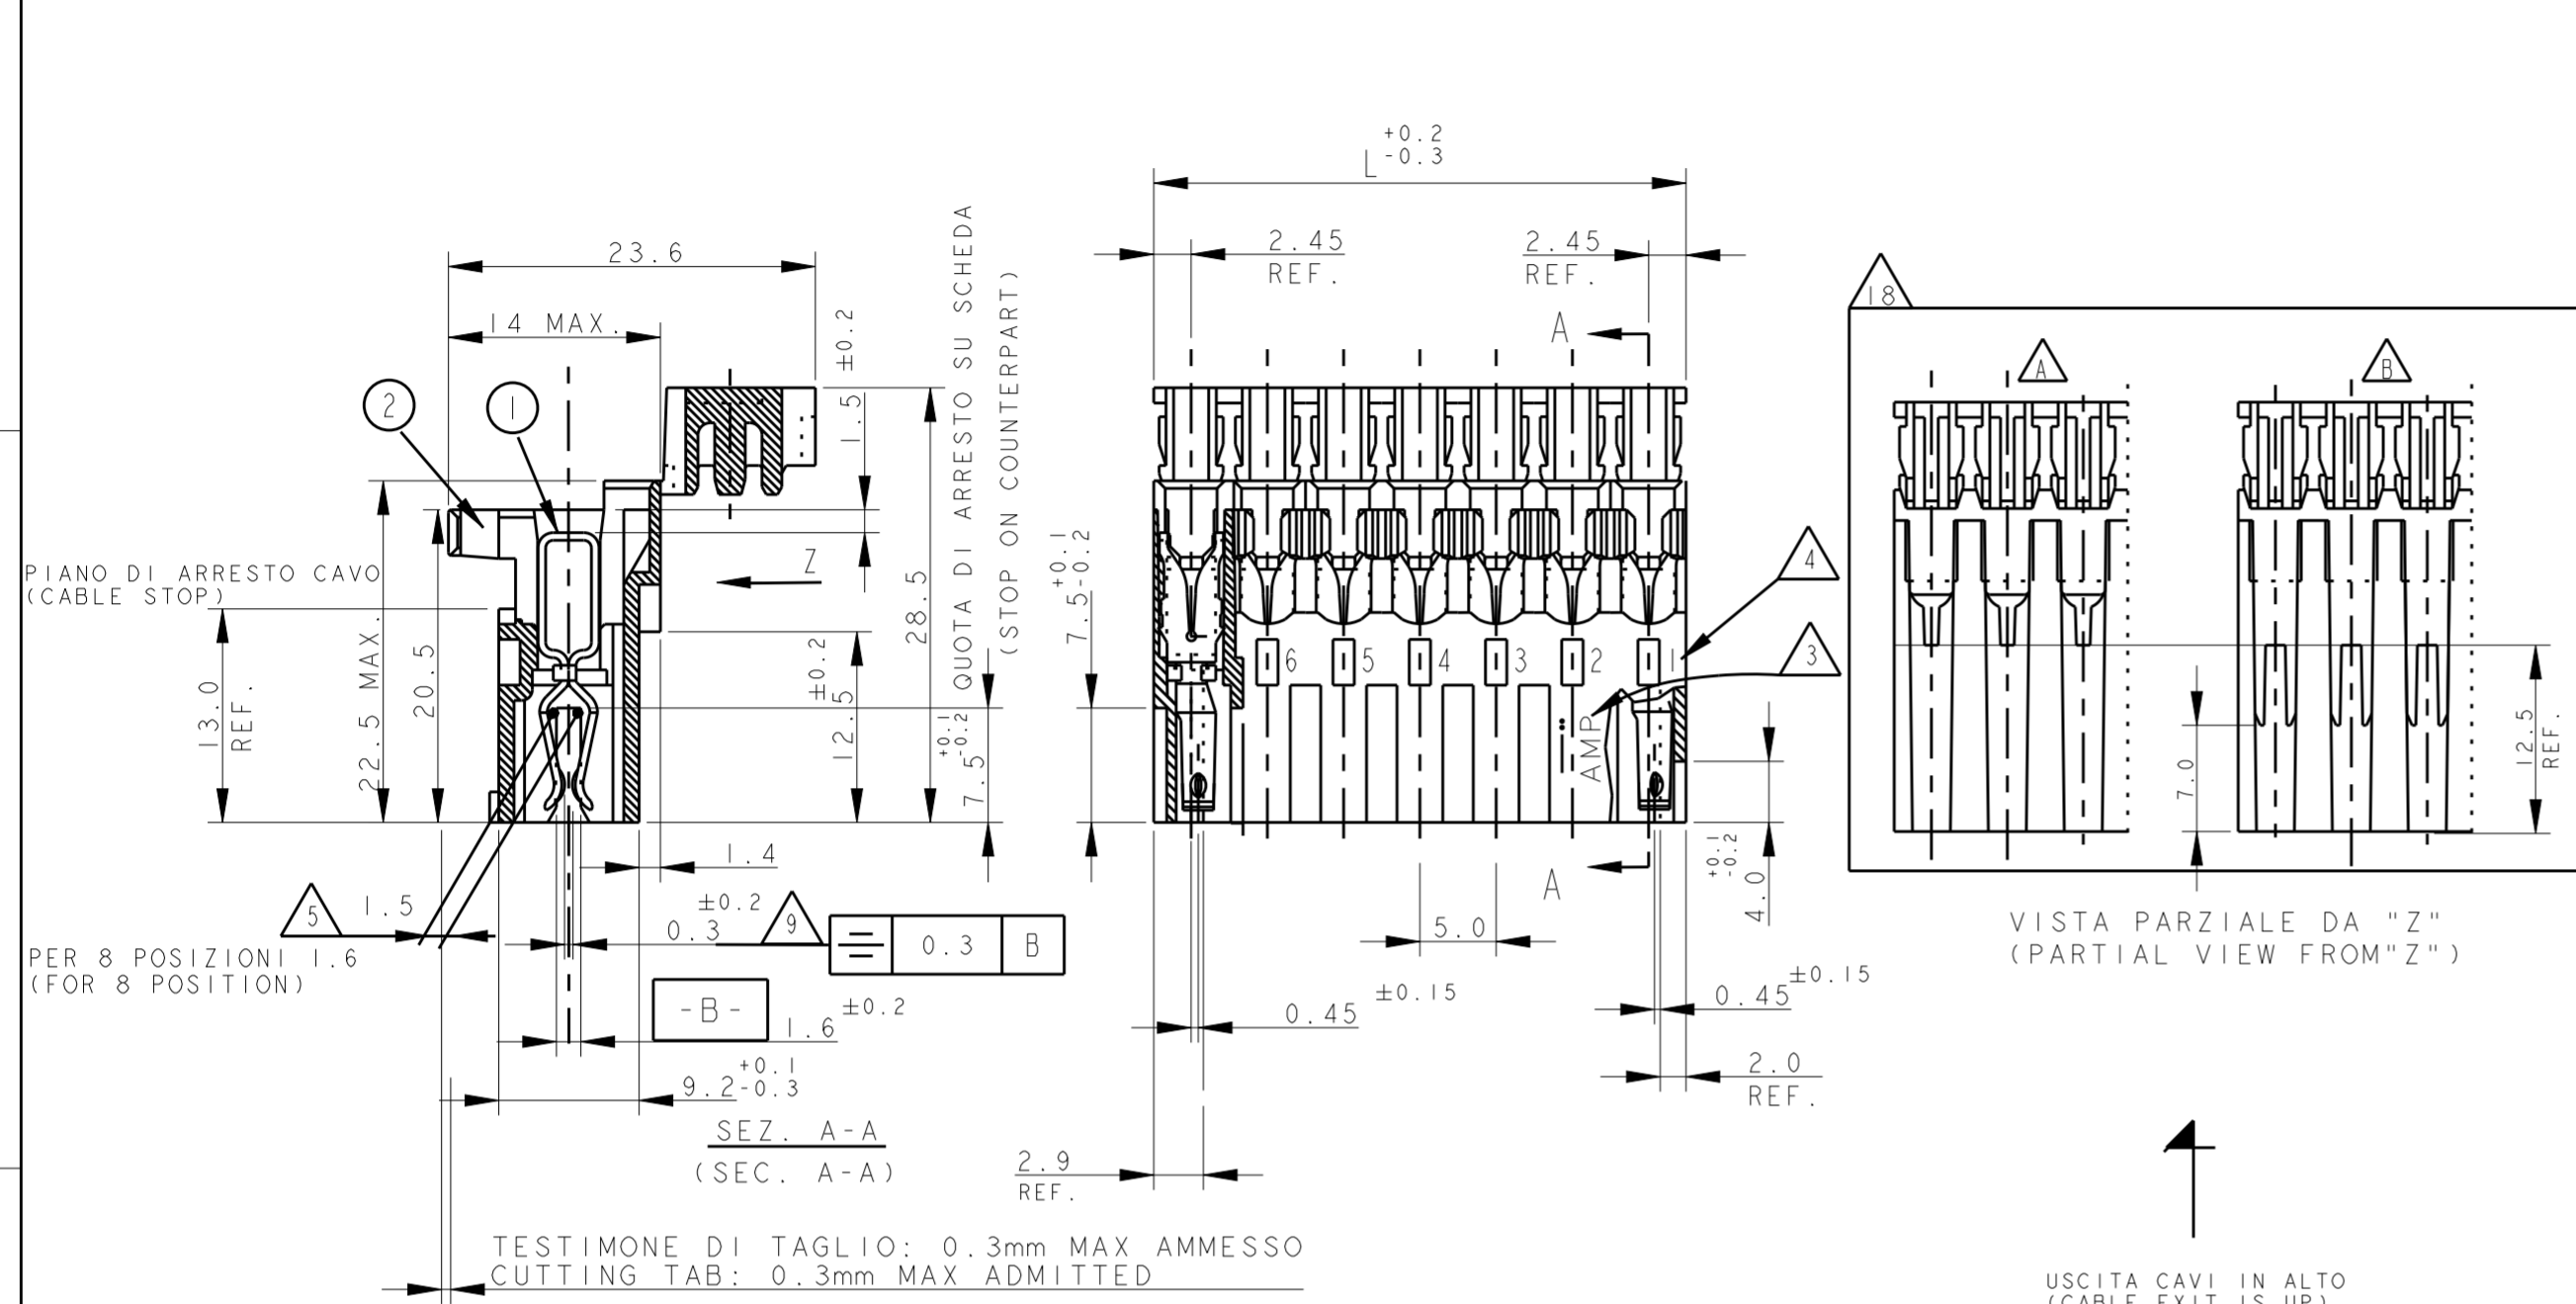 +0.2
L -0.3
23.6
14 MAX.
2.45
REF.
2.45
REF.
±0.2
1.5
QUOTA DI ARRESTO SU SCHEDA
(STOP ON COUNTERPART)
A
18
A
B
2
1
Z
PIANO DI ARRESTO CAVO
(CABLE STOP)
13.0
REF.
22.5 MAX.
20.5
±0.2
12.5
28.5
+0.1
-0.2
7.5
+0.1
7.5-0.2
4
3
6
5
4
3
2
1
AMP
+0.1
-0.2
4.0
7.0
12.5
REF.
A
1.4
5
1.5
±0.2
0.3
9
0.3
B
PER 8 POSIZIONI 1.6
(FOR 8 POSITION)
-B-
±0.2
1.6
+0.1
9.2-0.3
5.0
±0.15
0.45
±0.15
0.45
2.0
REF.
2.9
REF.
SEZ. A-A
(SEC. A-A)
VISTA PARZIALE DA "Z"
(PARTIAL VIEW FROM"Z")
TESTIMONE DI TAGLIO: 0.3mm MAX AMMESSO
CUTTING TAB: 0.3mm MAX ADMITTED
USCITA CAVI IN ALTO
(CABLE EXIT IS UP)